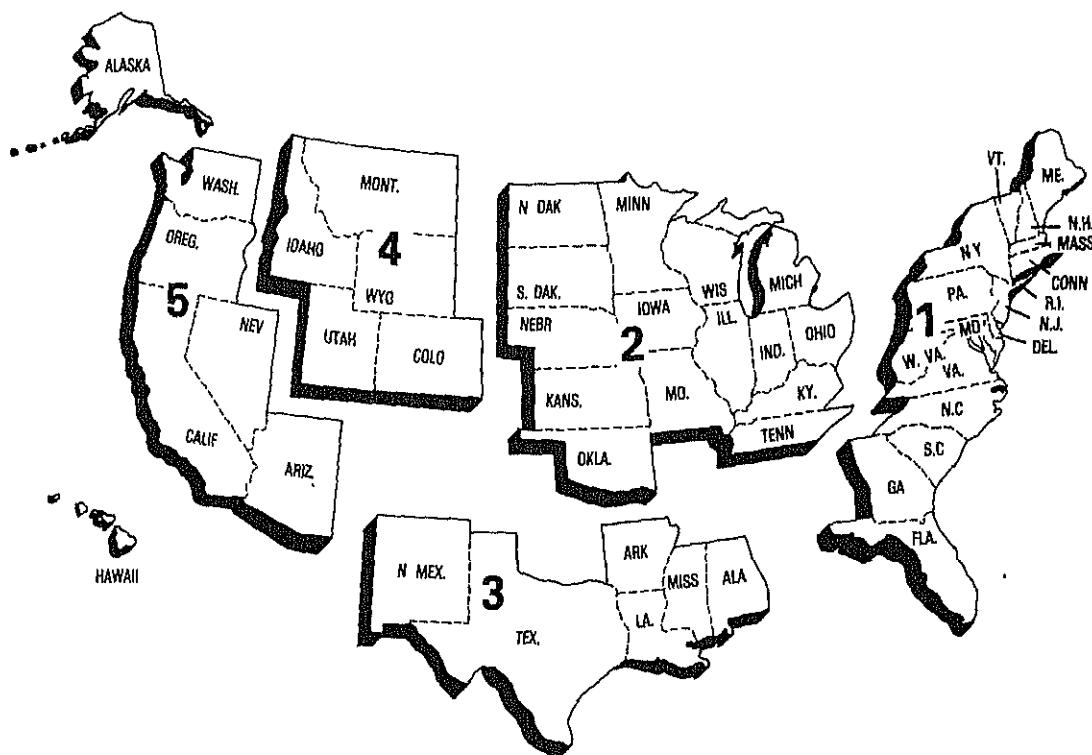 ALASKA
WASH.
OREG.
5
NEV
CALIF
ARIZ.
HAWAII
MONT.
IDAHO
4
WYO
UTAH
COLO
N DAK
MINN
S. DAK.
WIS
MICH
NEBR
IOWA
2
ILL.
IND.
OHIO
KANS.
MO.
KY.
OKLA.
TENN
N MEX.
3
TEX.
ARK
LA.
MISS
ALA
VT.
ME.
N.H.
MASS
N Y
CONN
R.I.
N.J.
PA.
1
MD
DEL.
W. VA.
VA.
N.C
S.C
GA
FLA.